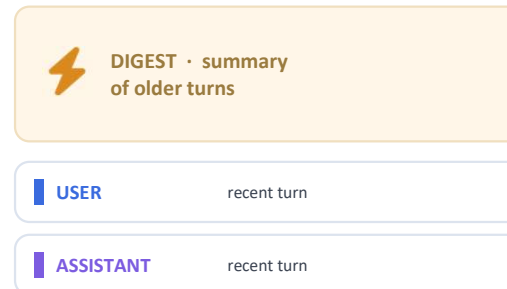 DIGEST · summary
of older turns
USER recent turn
ASSISTANT recent turn